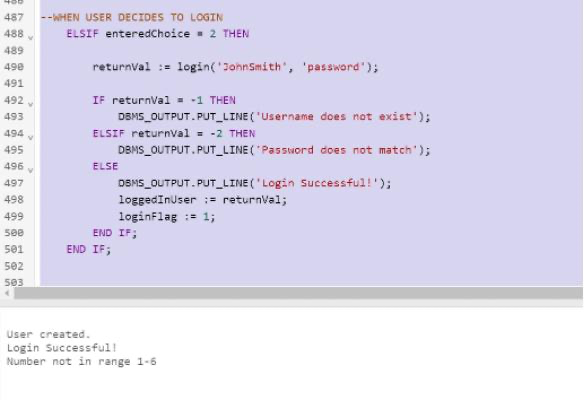 486
487 --WHEN USER DECIDES TO LOGIN
488 ELSIF enteredChoice = 2 THEN
489
490 returnVal := login('JohnSmith', 'password');
491
492 IF returnVal = -1 THEN
493 DBMS_OUTPUT.PUT_LINE('Username does not exist');
494 ELSIF returnVal = -2 THEN
495 DBMS_OUTPUT.PUT_LINE('Password does not match');
496 ELSE
497 DBMS_OUTPUT.PUT_LINE('Login Successful!');
498 loggedInUser := returnVal;
499 loginFlag := 1;
500 END IF;
501 END IF;
502
503
User created.
Login Successful!
Number not in range 1-6